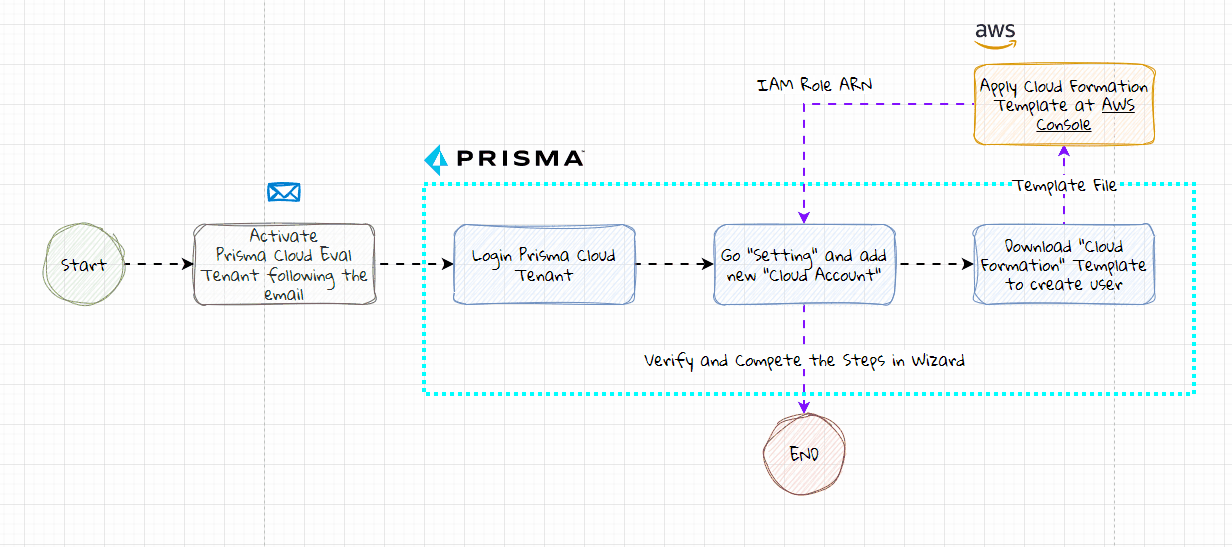 aws
Apply Cloud Formation
Template at AWS
Console
IAM Role ARN
PRISMA™
Template File
Start
Activate
Prisma Cloud Eval
Tenant following the
email
Login Prisma Cloud
Tenant
Go "Setting" and add
new "Cloud Account"
Download "Cloud
Formation" Template
to create user
Verify and Compete the Steps in Wizard
END